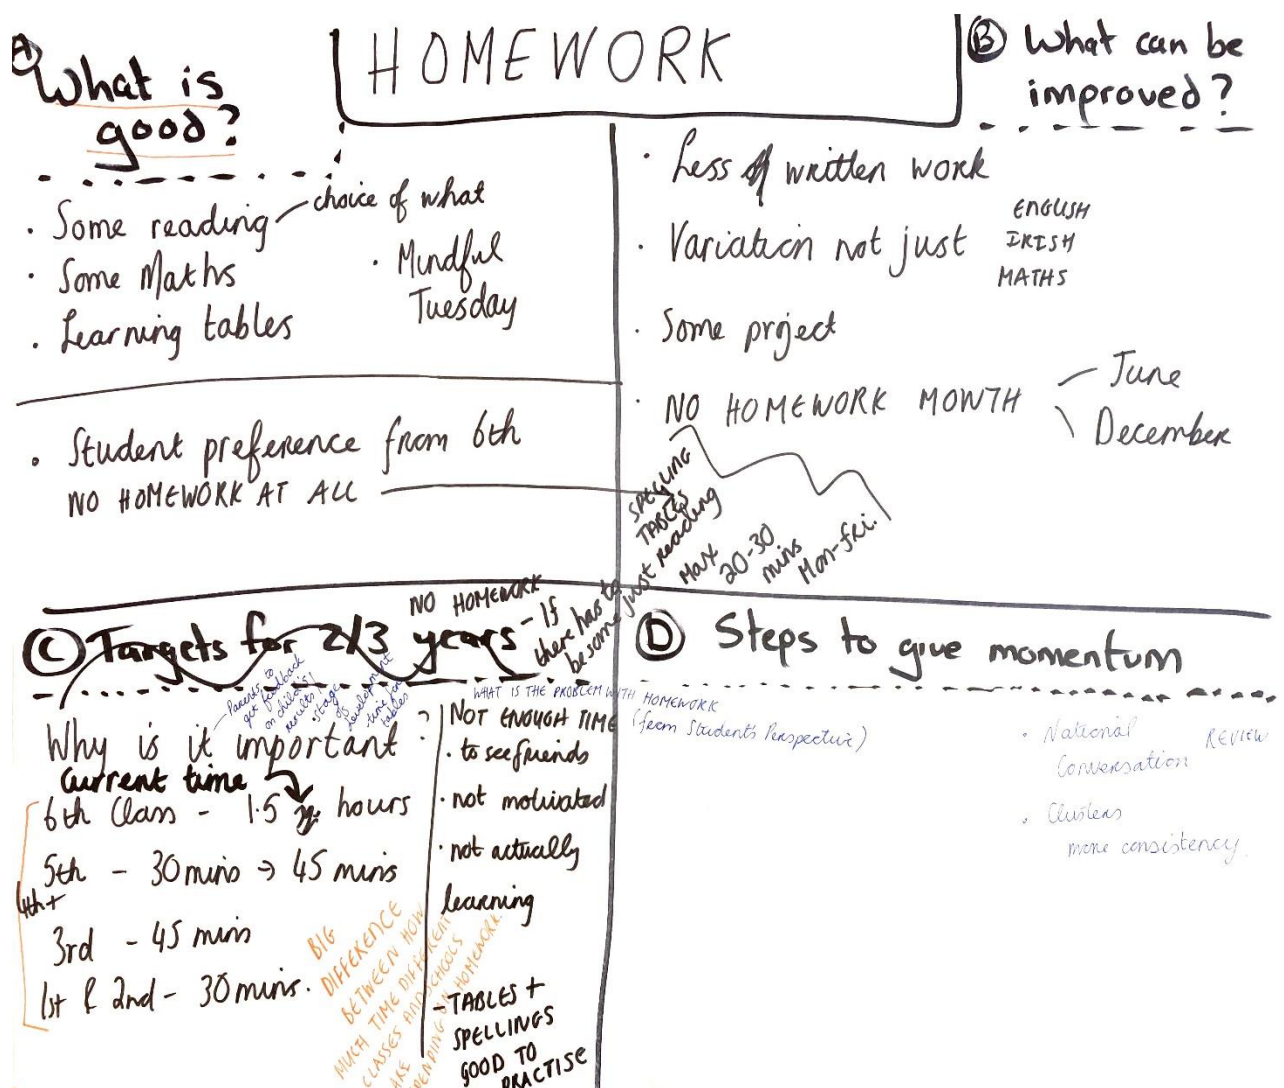 HOMEWORK
A
What is
good?
· Some reading
choice of what
· Some Maths
· Learning tables
· Mindful
Tuesday
· Student preference from 6th
NO HOMEWORK AT ALL
B What can be
improved?
· Less written work
· Variation not just
ENGLISH
IRISH
MATHS
· Some project
· NO HOMEWORK MONTH
June
December
SPELLING
TABLES
just reading
Max
20-30
mins
Mon-fri.
C Targets for 2/3 years
NO HOMEWORK
- If
there has to
be some
Parents to
get feedback
on child's
results
stage
of
development
time for
tables
Why is it important
?
Current time
6th Class - 1.5 hours
5th - 30 mins → 45 mins
4th+
3rd - 45 mins
1st & 2nd - 30 mins.
BIG
DIFFERENCE
BETWEEN HOW
MUCH TIME DIFFERENT
CLASSES AND SCHOOLS
ARE
SPENDING ON HOMEWORK.
WHAT IS THE PROBLEM WITH HOMEWORK
(from Students Perspective)
NOT ENOUGH TIME
· to see friends
· not motivated
· not actually
learning
- TABLES +
SPELLINGS
GOOD TO
PRACTISE
D Steps to give momentum
· National
Conversation
REVIEW
· Clusters
more consistency